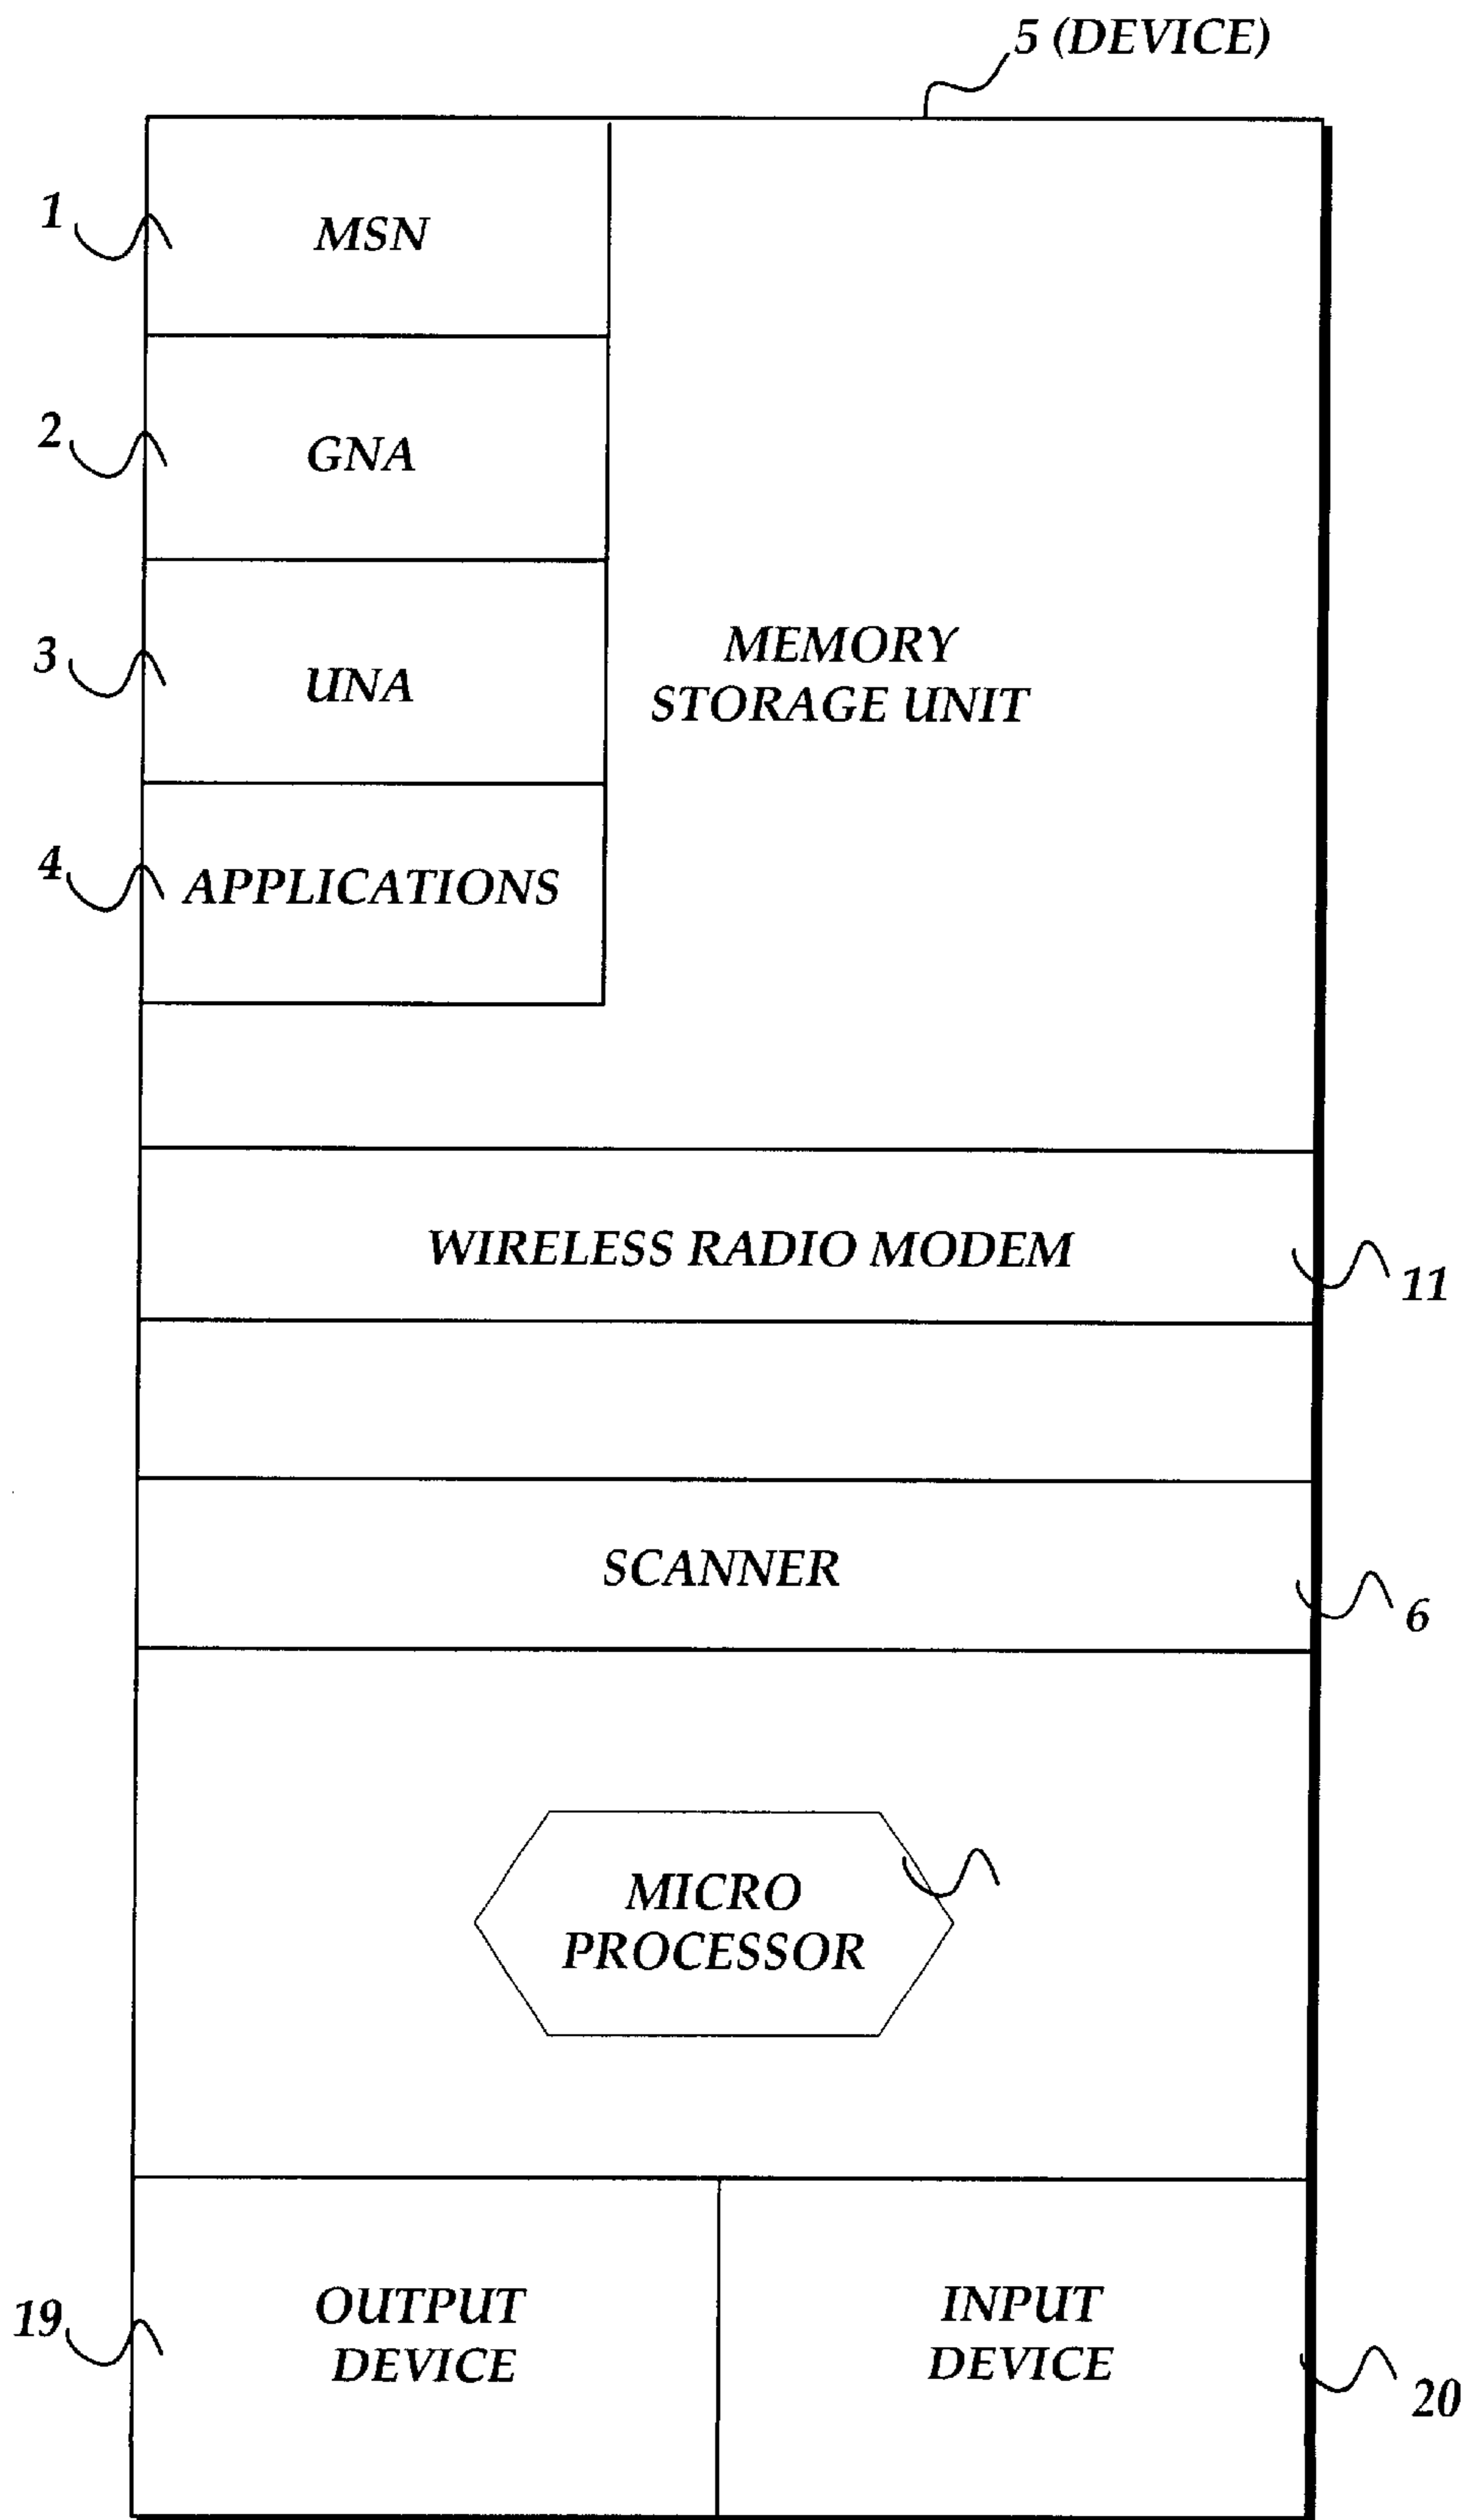 5 (DEVICE)
1
MSN
2
GNA
3
UNA
MEMORY
STORAGE UNIT
4
APPLICATIONS
WIRELESS RADIO MODEM
11
SCANNER
6
MICRO
PROCESSOR
19
OUTPUT
DEVICE
INPUT
DEVICE
20